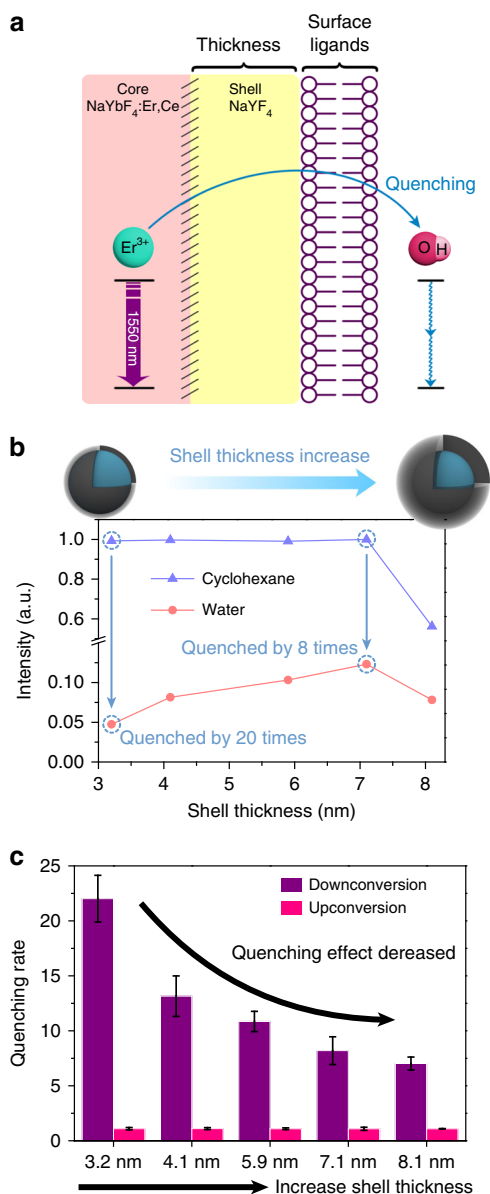 a
Thickness
Surface
ligands
Core
NaYbF4:Er,Ce
Shell
NaYF4
Quenching
Er3+
O H
1550 nm
b
Shell thickness increase
1.0
0.8
0.6
0.10
0.05
0.00
Intensity (a.u.)
Cyclohexane
Water
Quenched by 8 times
Quenched by 20 times
3 4 5 6 7 8
Shell thickness (nm)
c
25
20
15
10
5
0
Quenching rate
Downconversion
Upconversion
Quenching effect dereased
3.2 nm 4.1 nm 5.9 nm 7.1 nm 8.1 nm
Increase shell thickness